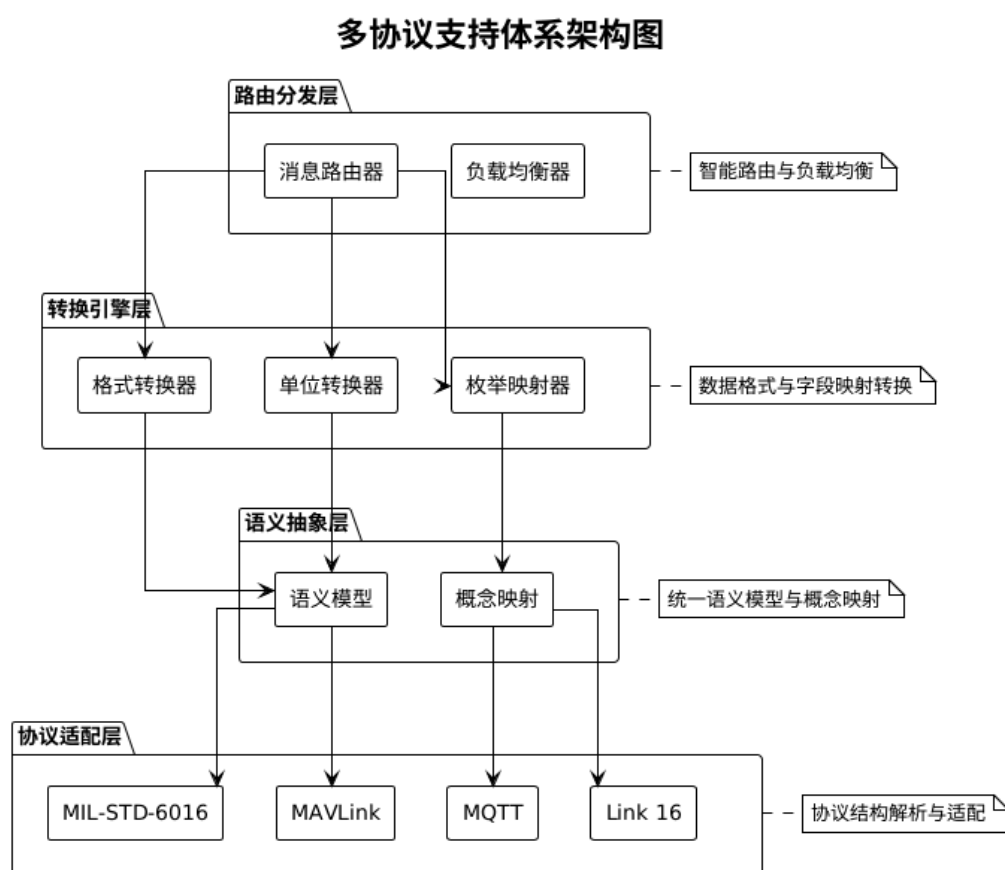 多协议支持体系架构图
路由分发层
消息路由器
负载均衡器
智能路由与负载均衡
转换引擎层
格式转换器
单位转换器
枚举映射器
数据格式与字段映射转换
语义抽象层
语义模型
概念映射
统一语义模型与概念映射
协议适配层
MIL-STD-6016
MAVLink
MQTT
Link 16
协议结构解析与适配